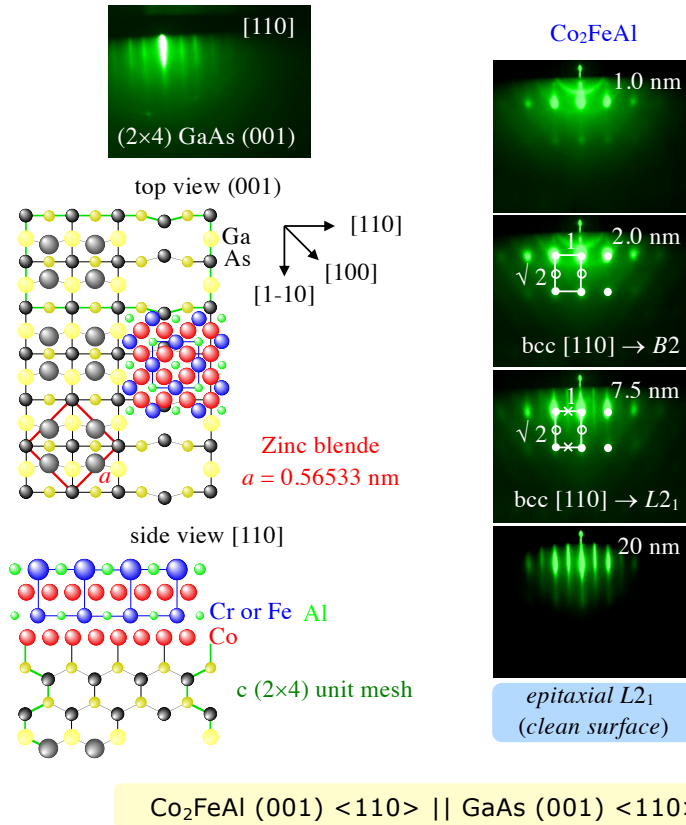 [110]
(2×4) GaAs (001)
top view (001)
Ga
As
[110]
[100]
[1-10]
a
Zinc blende
a = 0.56533 nm
side view [110]
Cr or Fe Al
Co
c (2×4) unit mesh
Co₂FeAl
1.0 nm
2.0 nm
1
√2
bcc [110] → B2
7.5 nm
1
√2
bcc [110] → L2₁
20 nm
epitaxial L2₁
(clean surface)
Co₂FeAl (001) <110> || GaAs (001) <110>